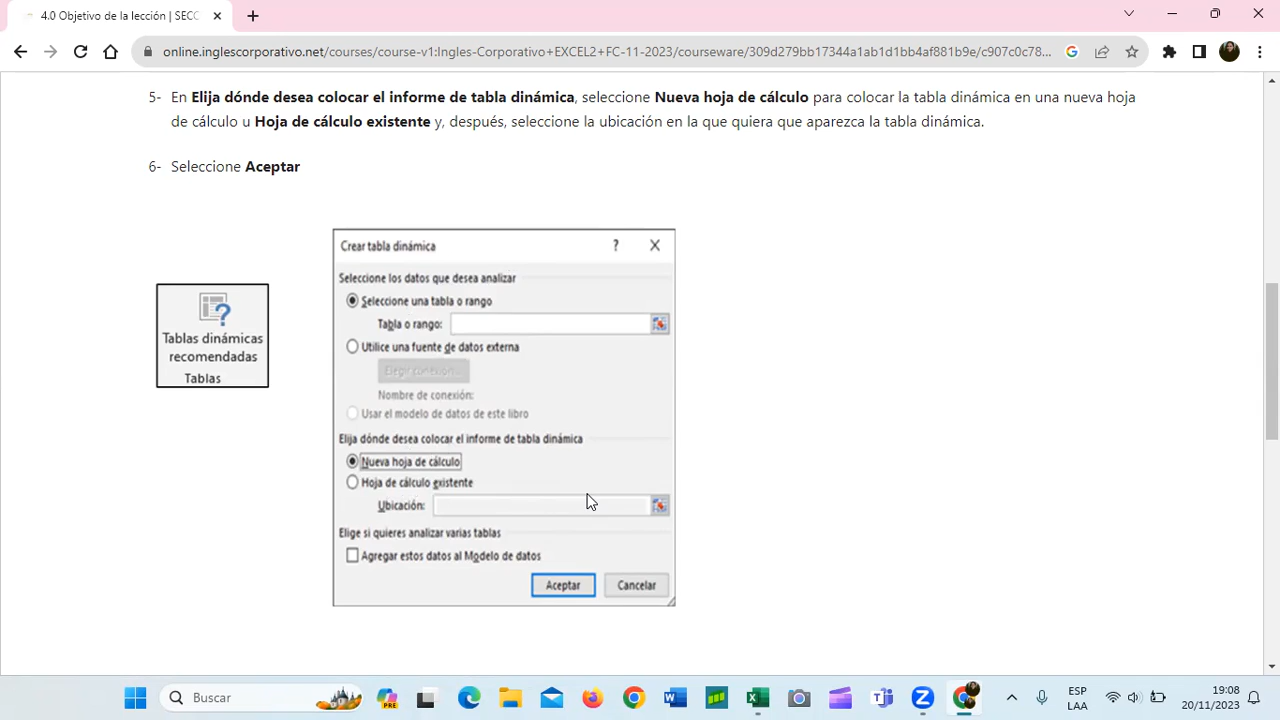 4.0 Objetivo de la lección | SECC
online.inglescorporativo.net/courses/course-v1:Ingles-Corporativo+EXCEL2+FC-11-2023/courseware/309d279bb17344a1ab1d1bb4af881b9e/c907c0c78...
5- En Elija dónde desea colocar el informe de tabla dinámica, seleccione Nueva hoja de cálculo para colocar la tabla dinámica en una nueva hoja
de cálculo u Hoja de cálculo existente y, después, seleccione la ubicación en la que quiera que aparezca la tabla dinámica.
6- Seleccione Aceptar
Crear tabla dinámica ? X
Seleccione los datos que desea analizar
Seleccione una tabla o rango
Tabla o rango:
Utilice una fuente de datos externa
Elegir conexión...
Nombre de conexión:
Usar el modelo de datos de este libro
Elija dónde desea colocar el informe de tabla dinámica
Nueva hoja de cálculo
Hoja de cálculo existente
Ubicación:
Elige si quieres analizar varias tablas
Agregar estos datos al Modelo de datos
Aceptar Cancelar
Tablas dinámicas
recomendadas
Tablas
Buscar
PRE
ESP
LAA
19:08
20/11/2023